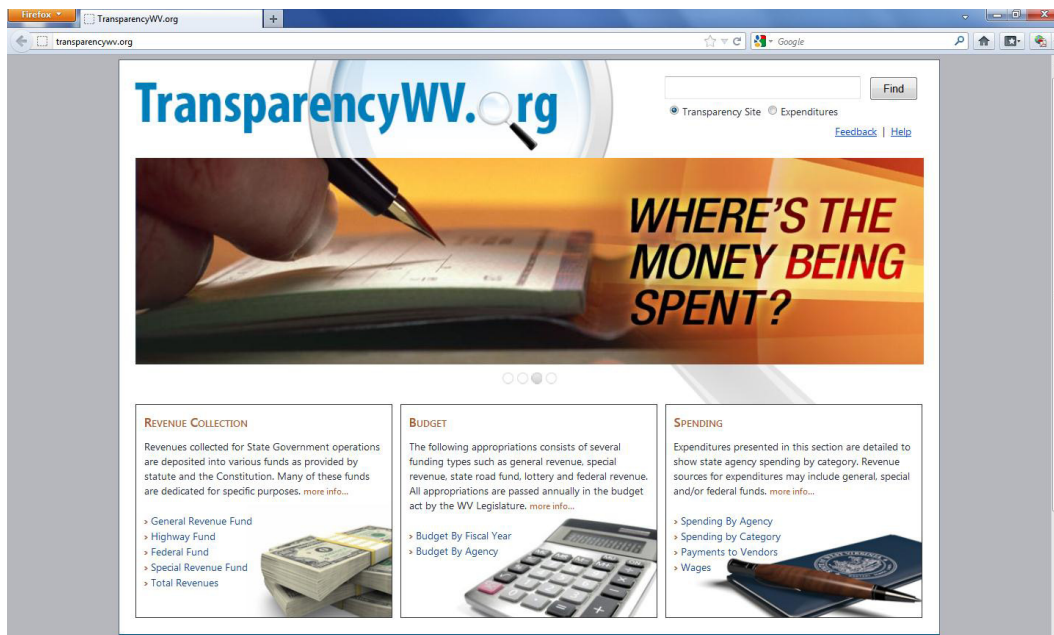 Firefox
TransparencyWV.org
+
transparencywv.org
Google
TransparencyWV.org
Find
Transparency Site Expenditures
Feedback | Help
WHERE'S THE
MONEY BEING
SPENT?
REVENUE COLLECTION
Revenues collected for State Government operations
are deposited into various funds as provided by
statute and the Constitution. Many of these funds
are dedicated for specific purposes. more info...
› General Revenue Fund
› Highway Fund
› Federal Fund
› Special Revenue Fund
› Total Revenues
BUDGET
The following appropriations consists of several
funding types such as general revenue, special
revenue, state road fund, lottery and federal revenue.
All appropriations are passed annually in the budget
act by the WV Legislature. more info...
› Budget By Fiscal Year
› Budget By Agency
SPENDING
Expenditures presented in this section are detailed to
show state agency spending by category. Revenue
sources for expenditures may include general, special
and/or federal funds. more info...
› Spending By Agency
› Spending by Category
› Payments to Vendors
› Wages